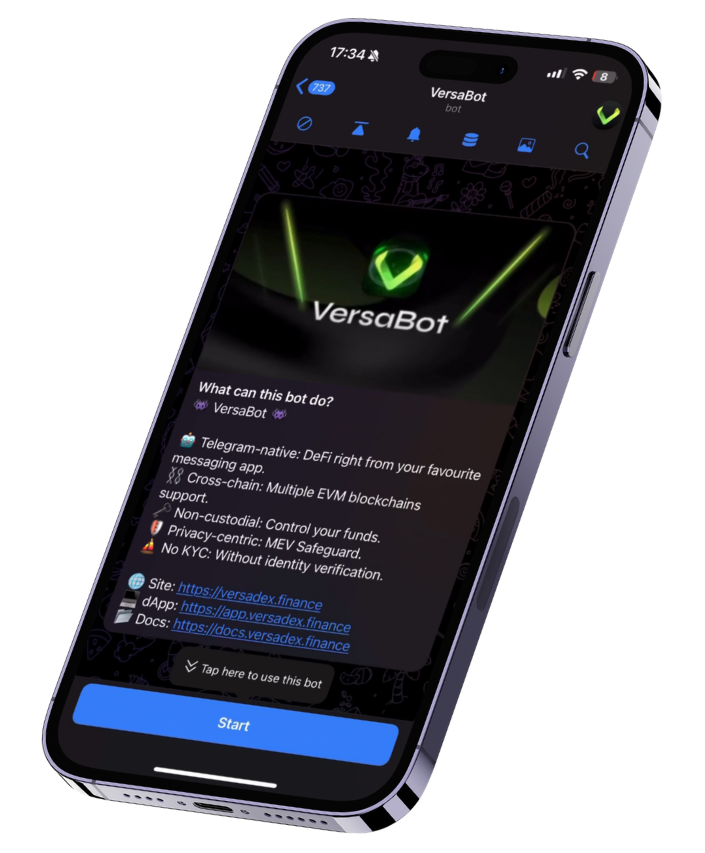 17:34
8
737
VersaBot
bot
VersaBot
What can this bot do?
👾 VersaBot 👾
🤖 Telegram-native: DeFi right from your favourite
messaging app.
⛓ Cross-chain: Multiple EVM blockchains
support.
🗝 Non-custodial: Control your funds.
Privacy-centric: MEV Safeguard.
No KYC: Without identity verification.
🌐 Site: https://versadex.finance
dApp: https://app.versadex.finance
Docs: https://docs.versadex.finance
Tap here to use this bot
Start